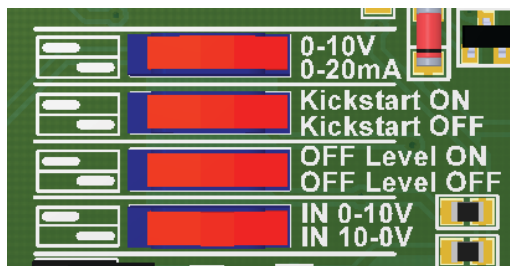 0-10V
0-20mA
Kickstart ON
Kickstart OFF
OFF Level ON
OFF Level OFF
IN 0-10V
IN 10-0V